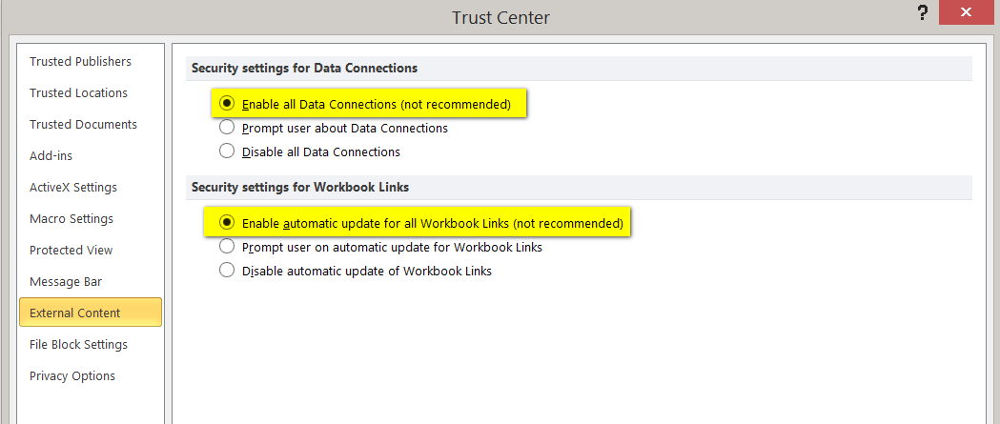 Trust Center
?
Trusted Publishers
Trusted Locations
Trusted Documents
Add-ins
ActiveX Settings
Macro Settings
Protected View
Message Bar
External Content
File Block Settings
Privacy Options
Security settings for Data Connections
Enable all Data Connections (not recommended)
Prompt user about Data Connections
Disable all Data Connections
Security settings for Workbook Links
Enable automatic update for all Workbook Links (not recommended)
Prompt user on automatic update for Workbook Links
Disable automatic update of Workbook Links